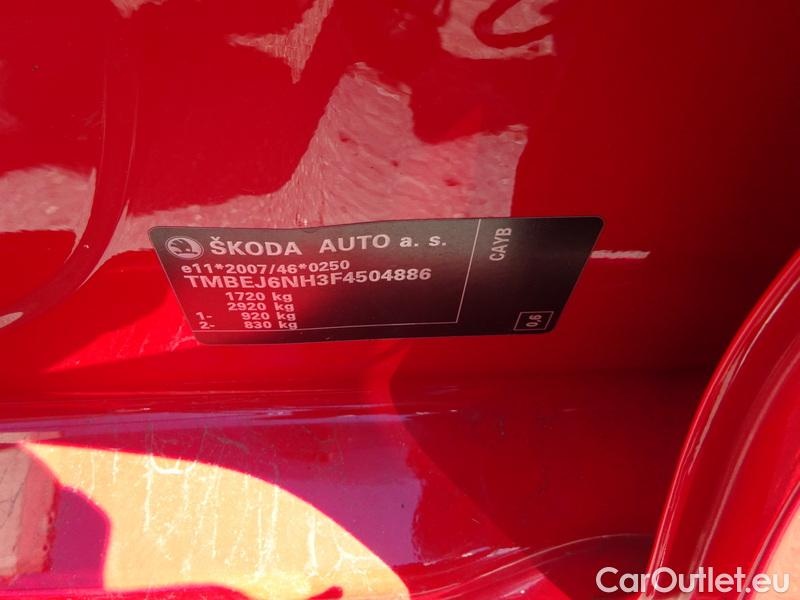 ŠKODA AUTO a. s.
e11*2007/46*0250
TMBEJ6NH3F4504886
1720 kg
2920 kg
1- 920 kg
2- 830 kg
CAYB
0,6
CarOutlet.eu